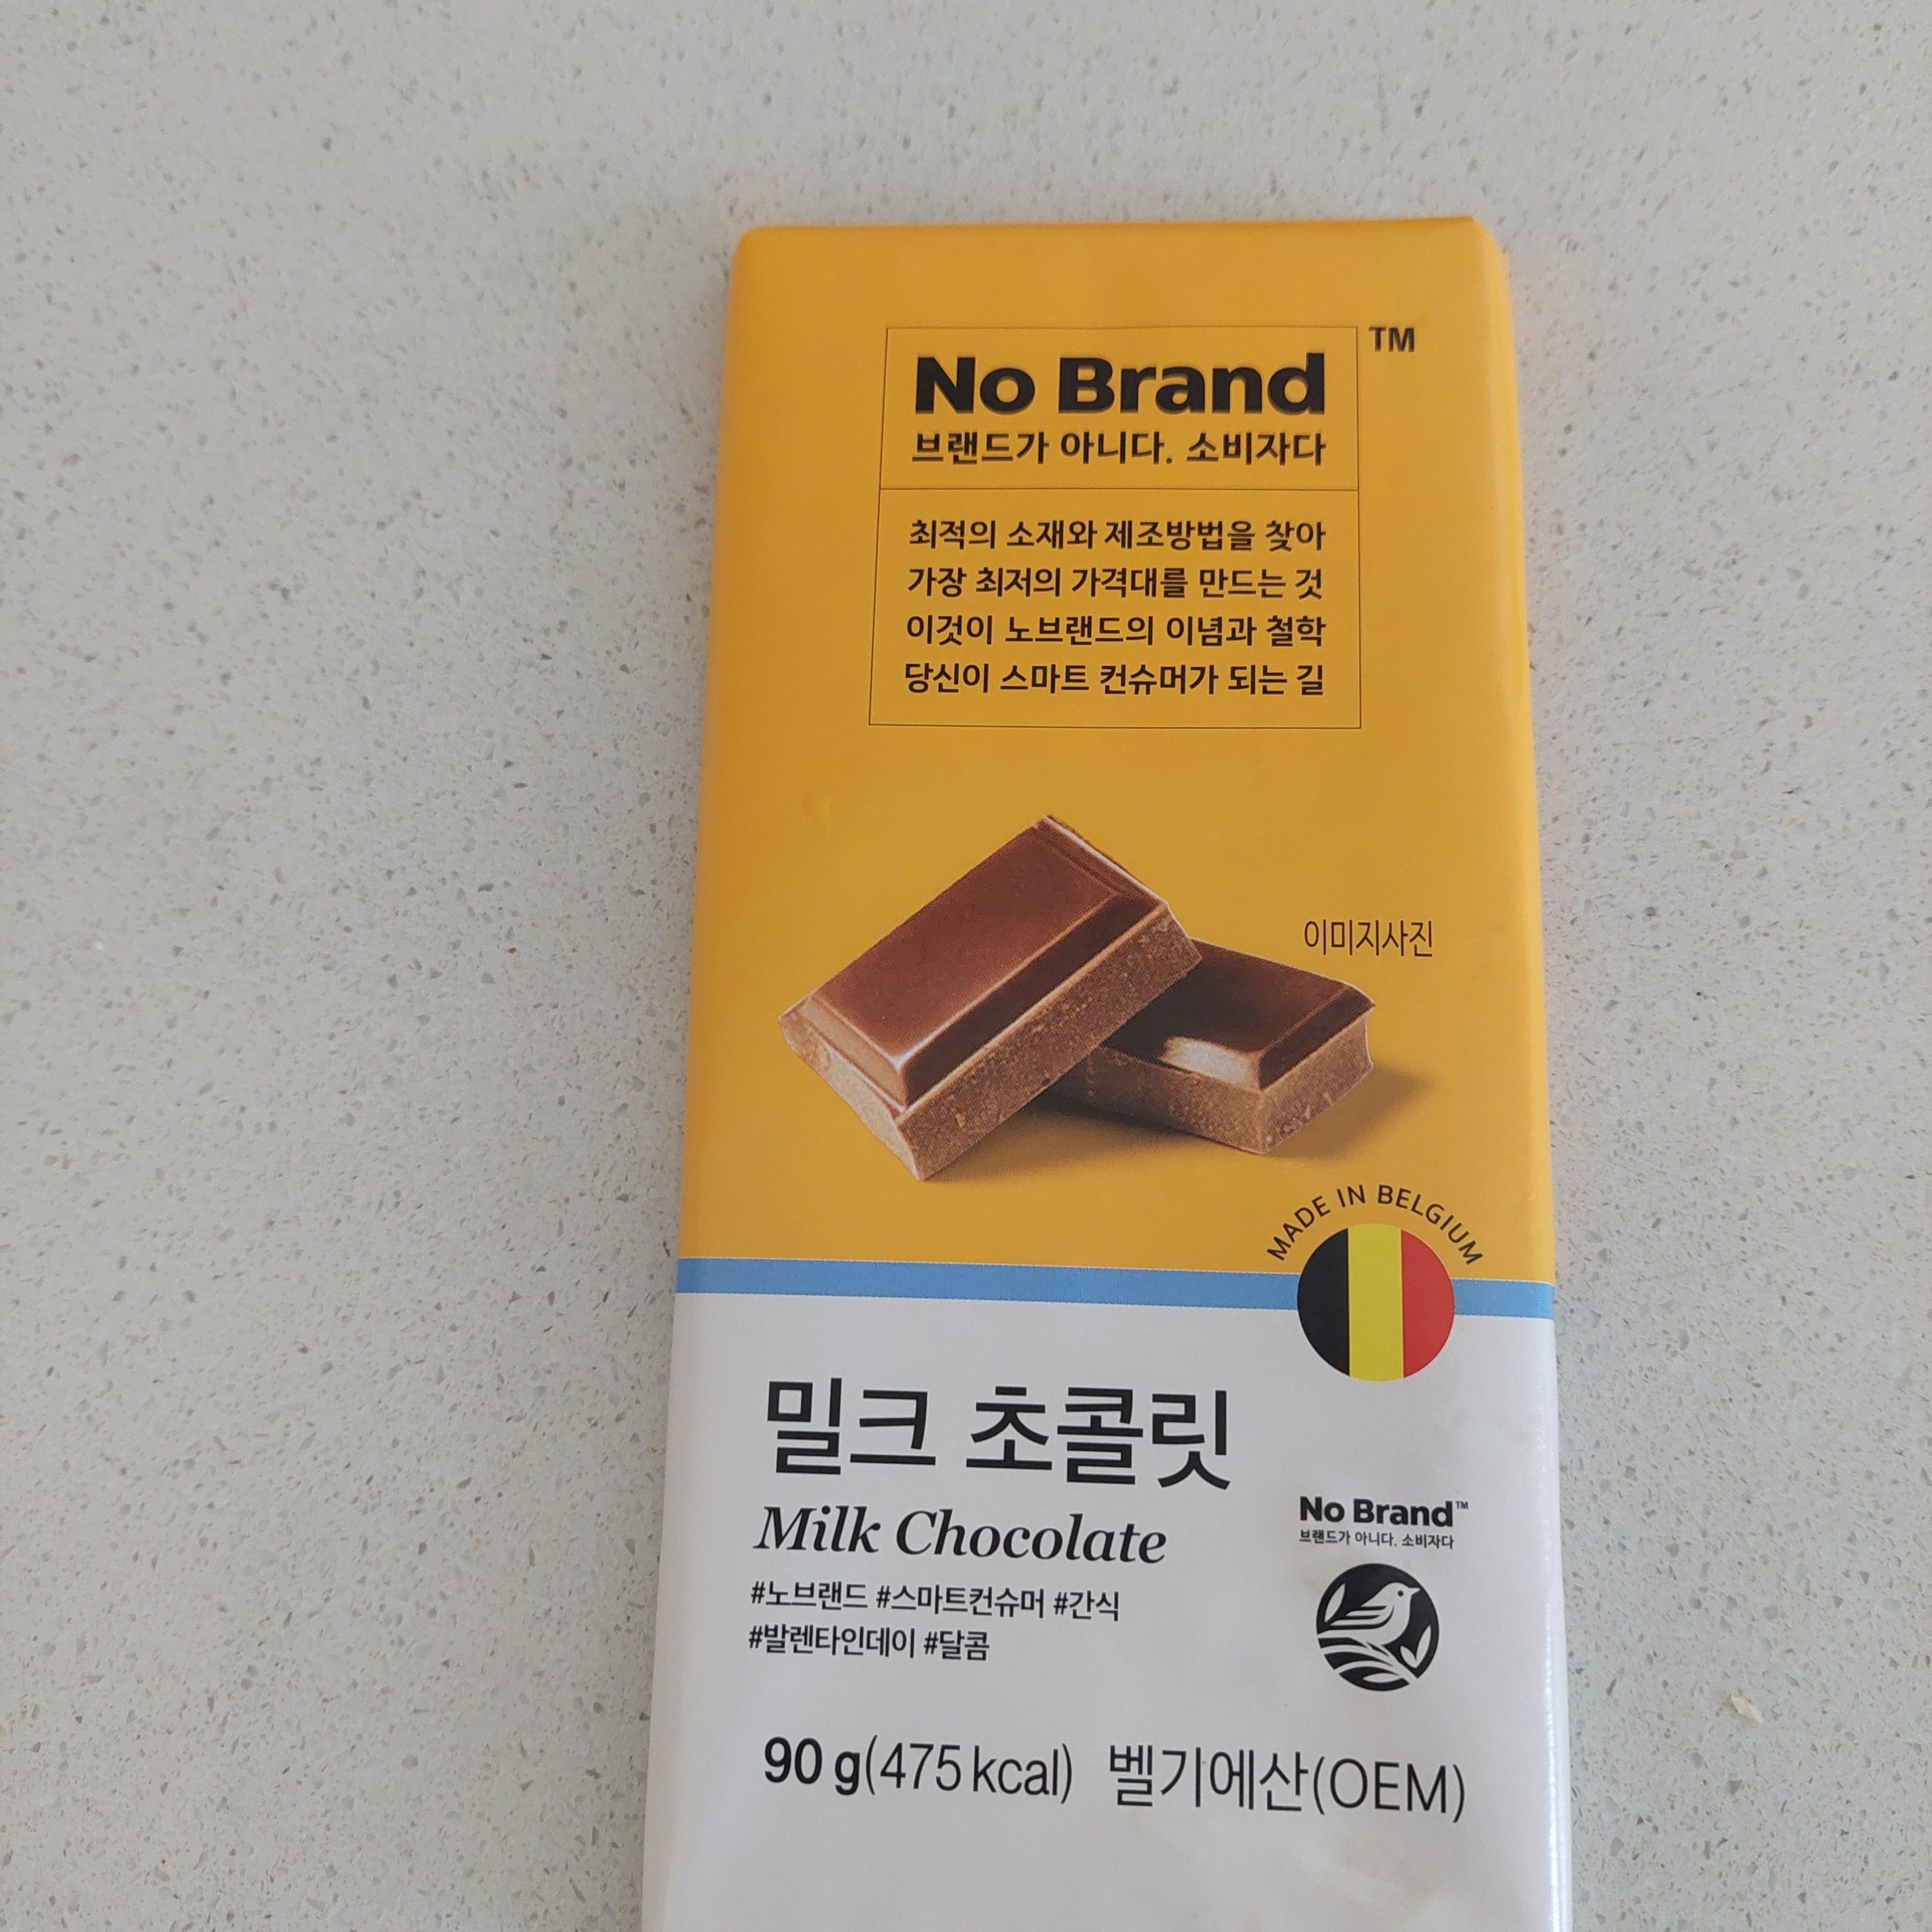 No Brand TM
브랜드가 아니다. 소비자다
최적의 소재와 제조방법을 찾아
가장 최저의 가격대를 만드는 것
이것이 노브랜드의 이념과 철학
당신이 스마트 컨슈머가 되는 길
이미지사진
MADE IN BELGIUM
밀크 초콜릿
Milk Chocolate
No Brand™
브랜드가 아니다. 소비자다
#노브랜드 #스마트컨슈머 #간식
#발렌타인데이 #달콤
90 g(475 kcal) 벨기에산(OEM)